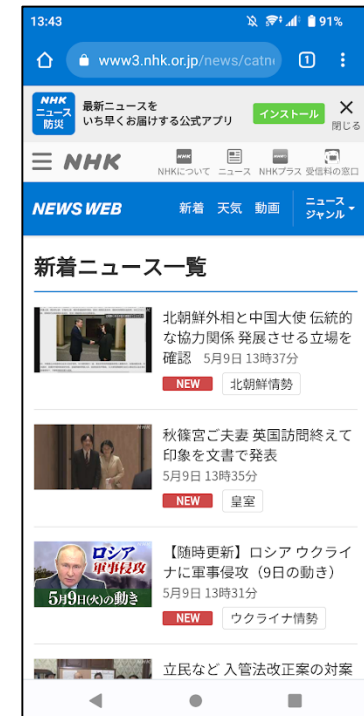 13:43
91%
www3.nhk.or.jp/news/catn
1
NHK
ニュース
防災
最新ニュースを
いち早くお届けする公式アプリ
インストール
閉じる
NHK
NHKについて
ニュース
NHKプラス
受信料の窓口
NEWS WEB
新着
天気
動画
ニュース
ジャンル
新着ニュース一覧
北朝鮮外相と中国大使 伝統的
な協力関係 発展させる立場を
確認 5月9日 13時37分
NEW
北朝鮮情勢
秋篠宮ご夫妻 英国訪問終えて
印象を文書で発表
5月9日 13時35分
NEW
皇室
ロシア
軍事侵攻
5月9日(火)の動き
【随時更新】ロシア ウクライ
ナに軍事侵攻（9日の動き）
5月9日 13時31分
NEW
ウクライナ情勢
立民など 入管法改正案の対案